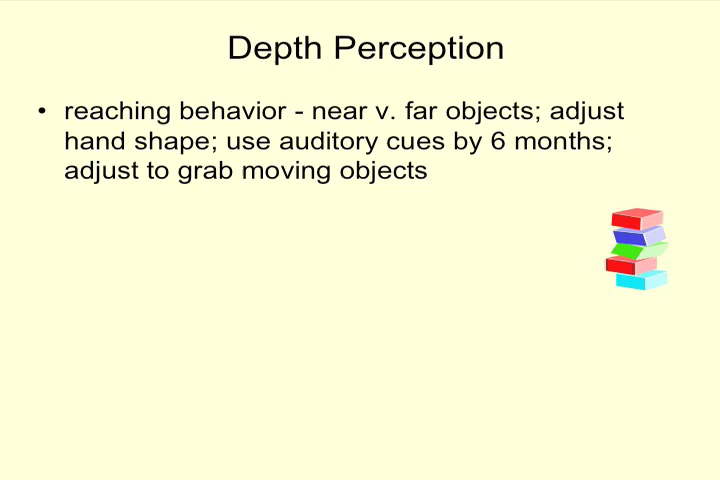 Depth Perception
• reaching behavior - near v. far objects; adjust
hand shape; use auditory cues by 6 months;
adjust to grab moving objects